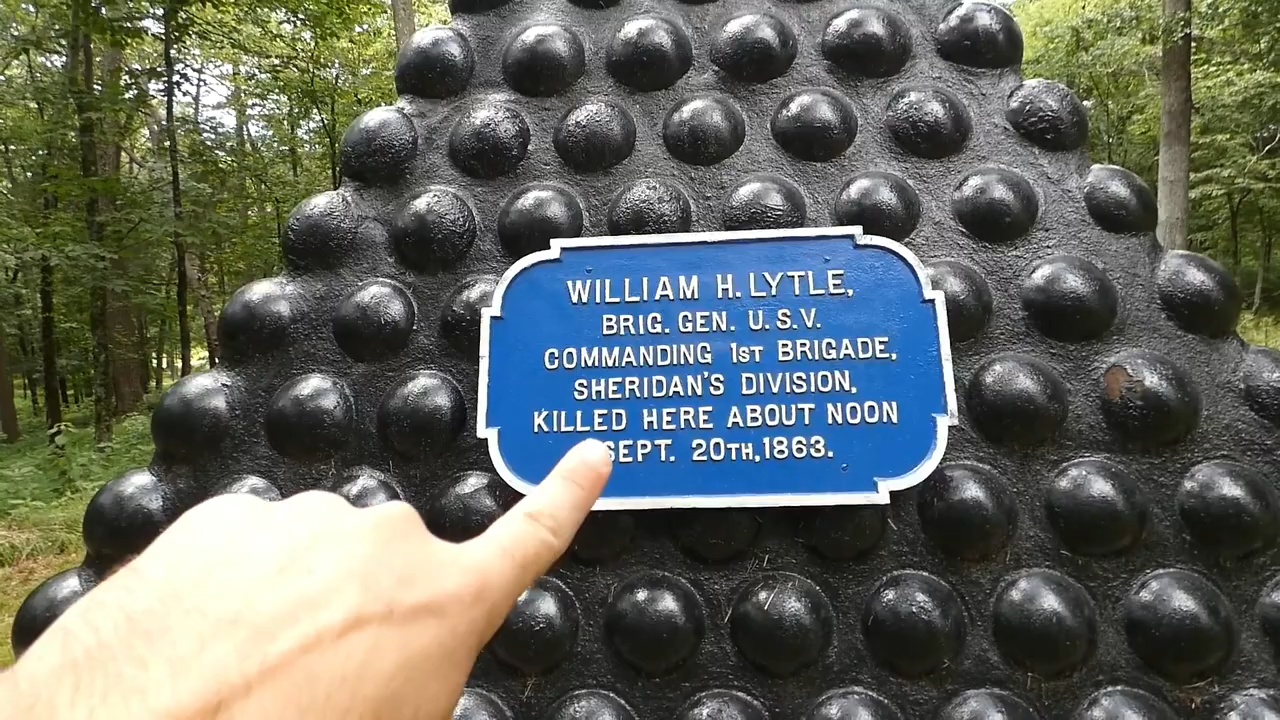 WILLIAM H. LYTLE,
BRIG. GEN. U.S.V.
COMMANDING 1ST BRIGADE,
SHERIDAN'S DIVISION,
KILLED HERE ABOUT NOON
SEPT. 20TH, 1863.